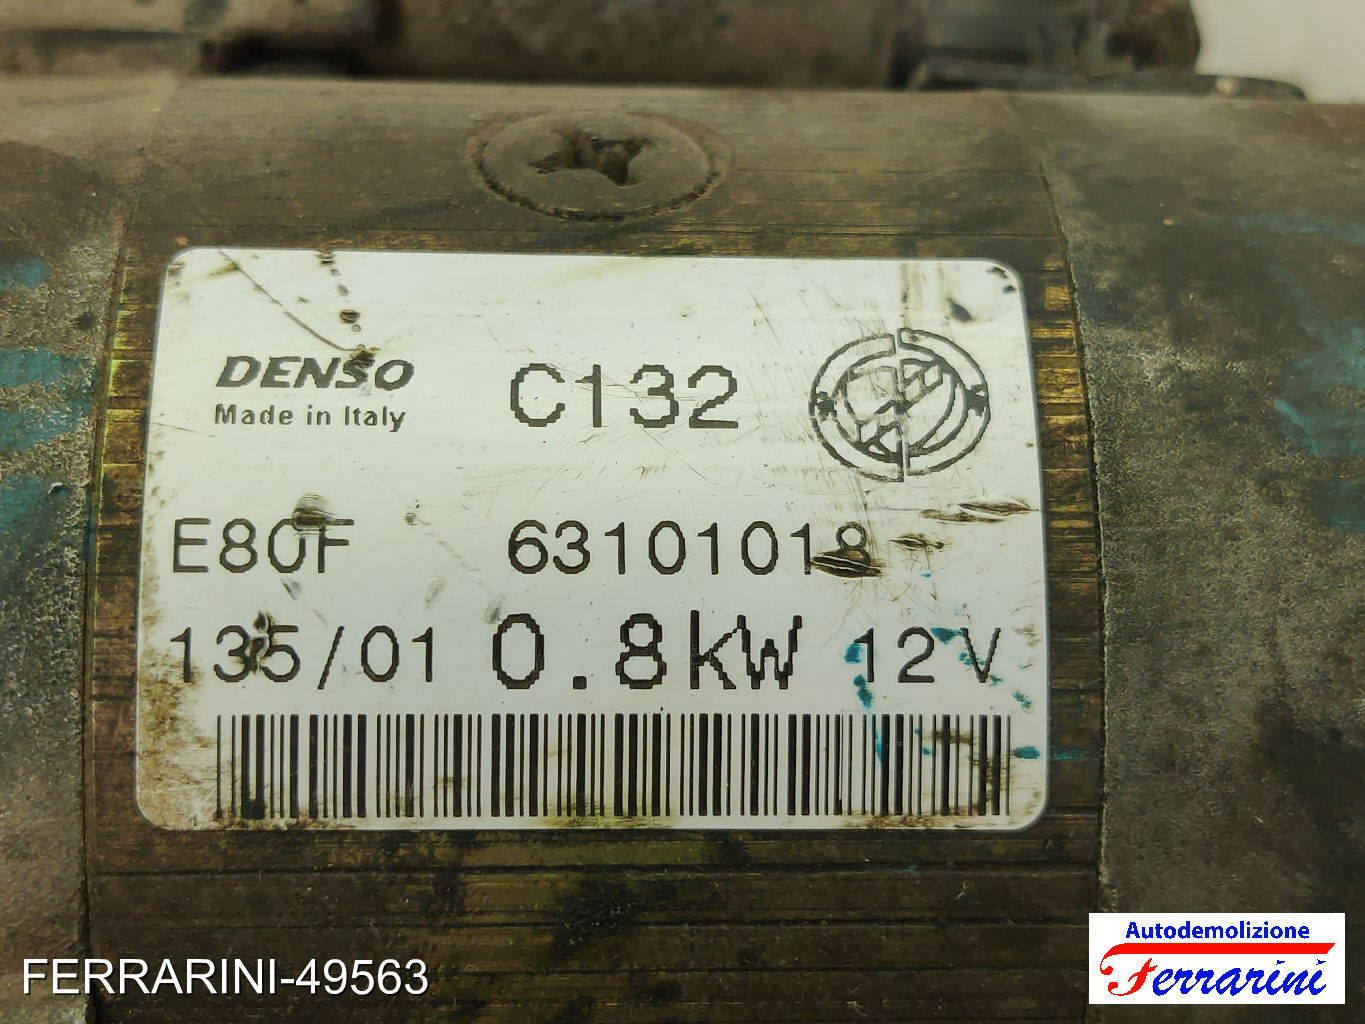 DENSO
Made in Italy
C132
E80F 63101018
135/01 0.8kW 12V
FERRARINI-49563
Autodemolizione
Ferrarini